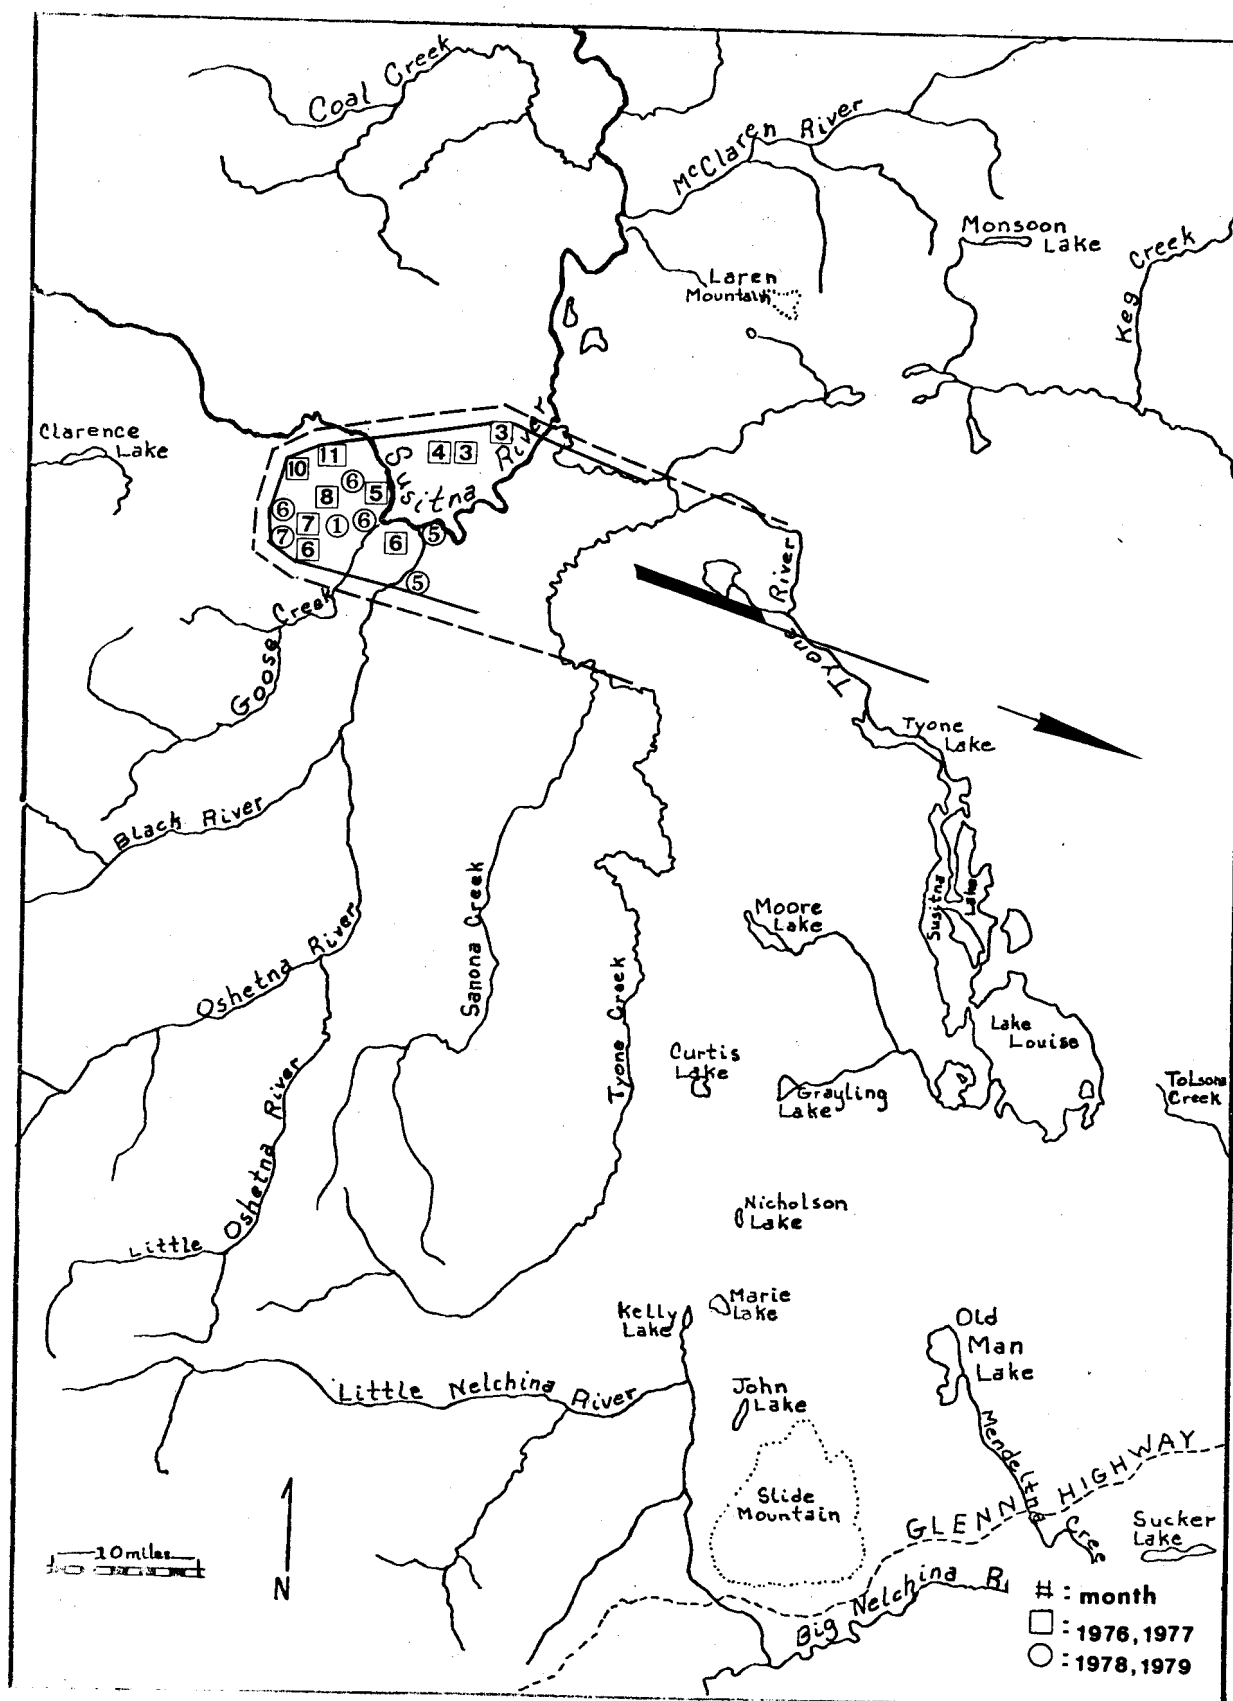 Coal Creek
McClaren River
Monsoon
Lake
Keg Creek
Laren
Mountain
Clarence
Lake
Susitna River
3
4
3
11
10
6
5
8
6
7
1
6
7
6
6
5
5
Goose Creek
Tyone River
Tyone
Lake
Black River
Susitna
Lake
Moore
Lake
Sanona Creek
Oshetna River
Tyone Creek
Lake
Louise
Curtis
Lake
Grayling
Lake
Tolsona
Creek
Little Oshetna River
Nicholson
Lake
Marie
Lake
Kelly
Lake
Old
Man
Lake
Little Nelchina River
John
Lake
Mendeltna Cree
Slide
Mountain
GLENN HIGHWAY
Sucker
Lake
10 miles
N
Big Nelchina R.
# : month
: 1976, 1977
: 1978, 1979